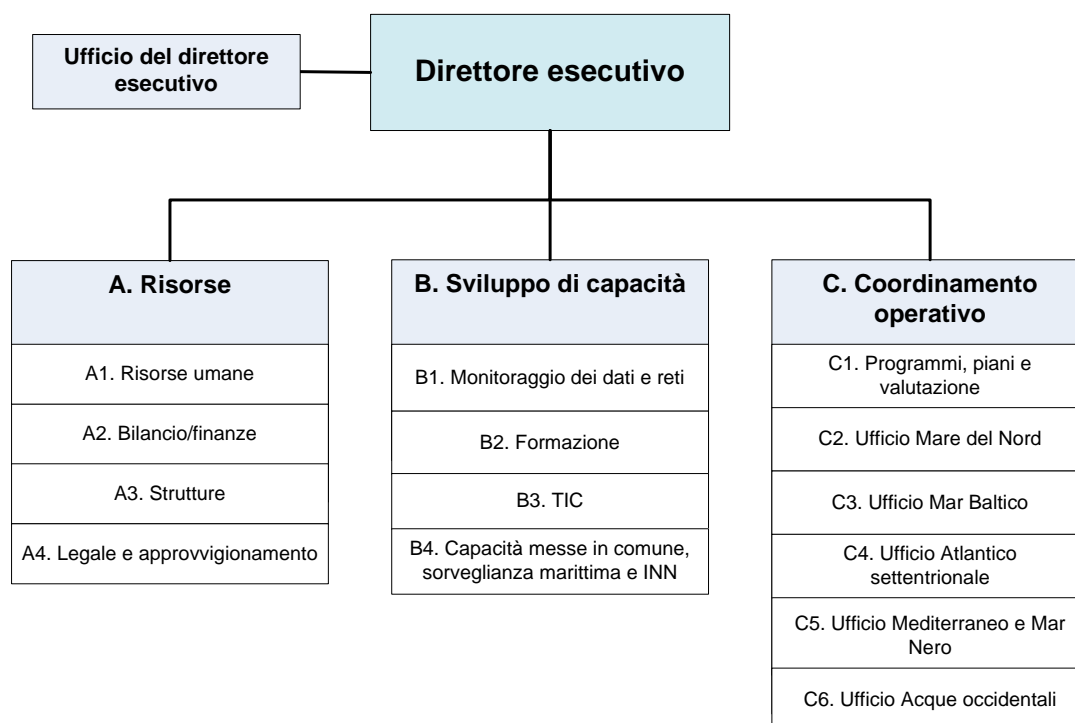 Ufficio del direttore
esecutivo
Direttore esecutivo
A. Risorse
A1. Risorse umane
A2. Bilancio/finanze
A3. Strutture
A4. Legale e approvvigionamento
B. Sviluppo di capacità
B1. Monitoraggio dei dati e reti
B2. Formazione
B3. TIC
B4. Capacità messe in comune,
sorveglianza marittima e INN
C. Coordinamento
operativo
C1. Programmi, piani e
valutazione
C2. Ufficio Mare del Nord
C3. Ufficio Mar Baltico
C4. Ufficio Atlantico
settentrionale
C5. Ufficio Mediterraneo e Mar
Nero
C6. Ufficio Acque occidentali